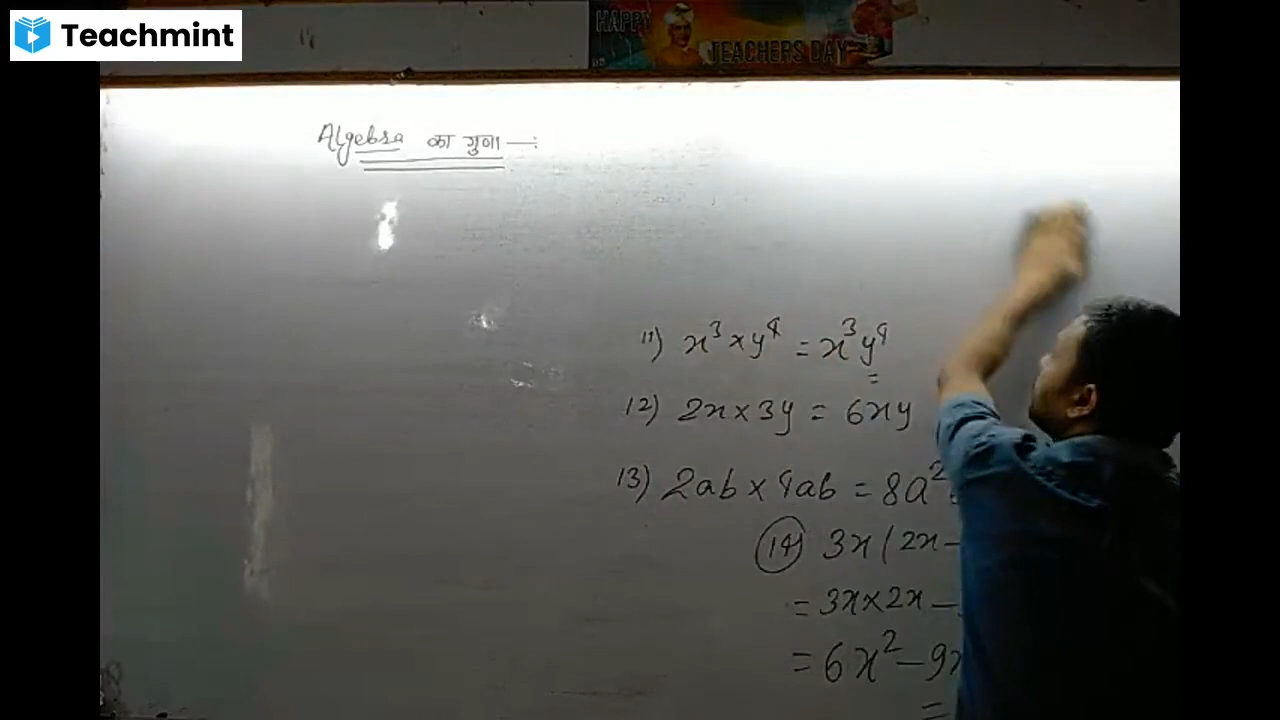 Teachmint
HAPPY
TEACHERS DAY
Algebra का गुणा —:
11) x³ × y⁴ = x³y⁴
=
12) 2x × 3y = 6xy
13) 2ab × 4ab = 8a²
14) 3x(2x –
= 3x × 2x –
= 6x² – 9x
=